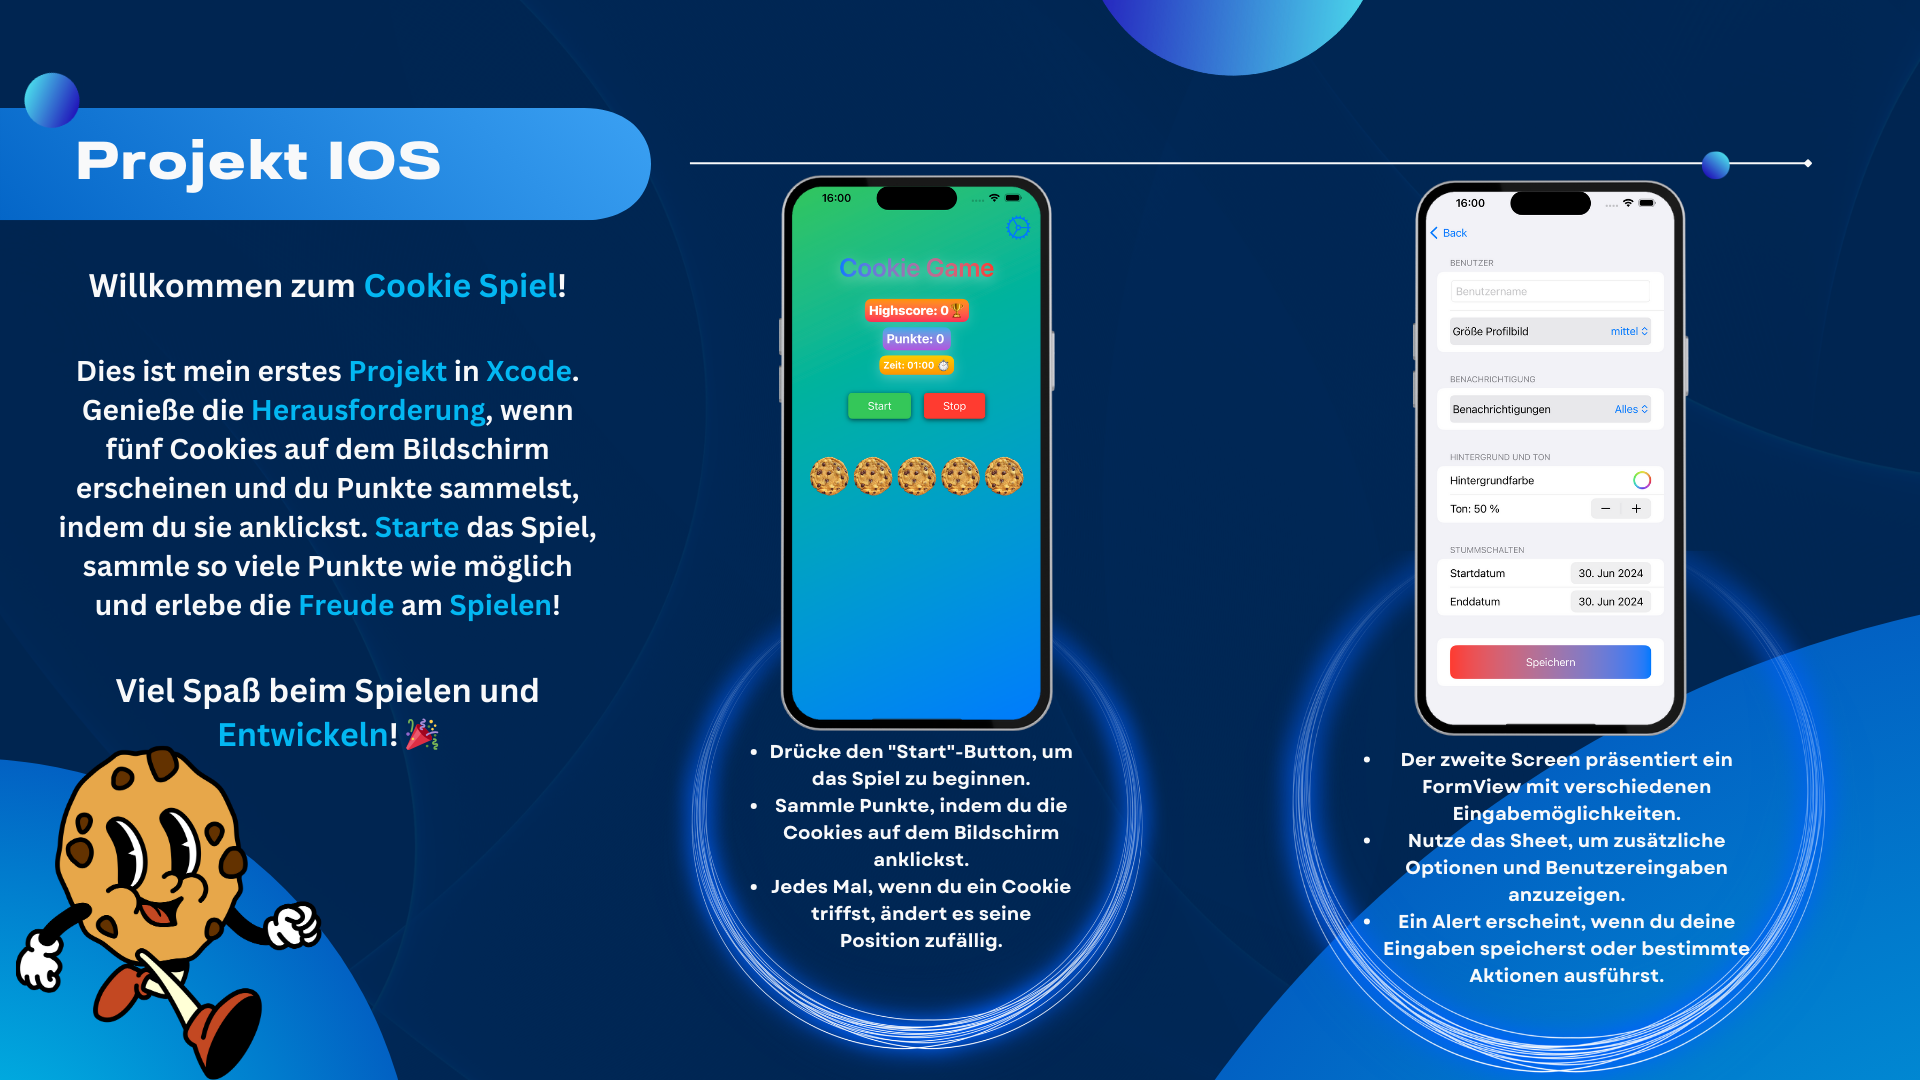 Projekt IOS
Willkommen zum Cookie Spiel!
Dies ist mein erstes Projekt in Xcode.
Genieße die Herausforderung, wenn
fünf Cookies auf dem Bildschirm
erscheinen und du Punkte sammelst,
indem du sie anklickst. Starte das Spiel,
sammle so viele Punkte wie möglich
und erlebe die Freude am Spielen!
Viel Spaß beim Spielen und
Entwickeln! 🎉
16:00
Cookie Game
Highscore: 0🏆
Punkte: 0
Zeit: 01:00 ⏱
Start
Stop
• Drücke den "Start"-Button, um
das Spiel zu beginnen.
• Sammle Punkte, indem du die
Cookies auf dem Bildschirm
anklickst.
• Jedes Mal, wenn du ein Cookie
triffst, ändert es seine
Position zufällig.
16:00
Back
BENUTZER
Benutzername
Größe Profilbild mittel
BENACHRICHTIGUNG
Benachrichtigungen Alles
HINTERGRUND UND TON
Hintergrundfarbe
Ton: 50 % − +
STUMMSCHALTEN
Startdatum 30. Jun 2024
Enddatum 30. Jun 2024
Speichern
• Der zweite Screen präsentiert ein
FormView mit verschiedenen
Eingabemöglichkeiten.
• Nutze das Sheet, um zusätzliche
Optionen und Benutzereingaben
anzuzeigen.
• Ein Alert erscheint, wenn du deine
Eingaben speicherst oder bestimmte
Aktionen ausführst.